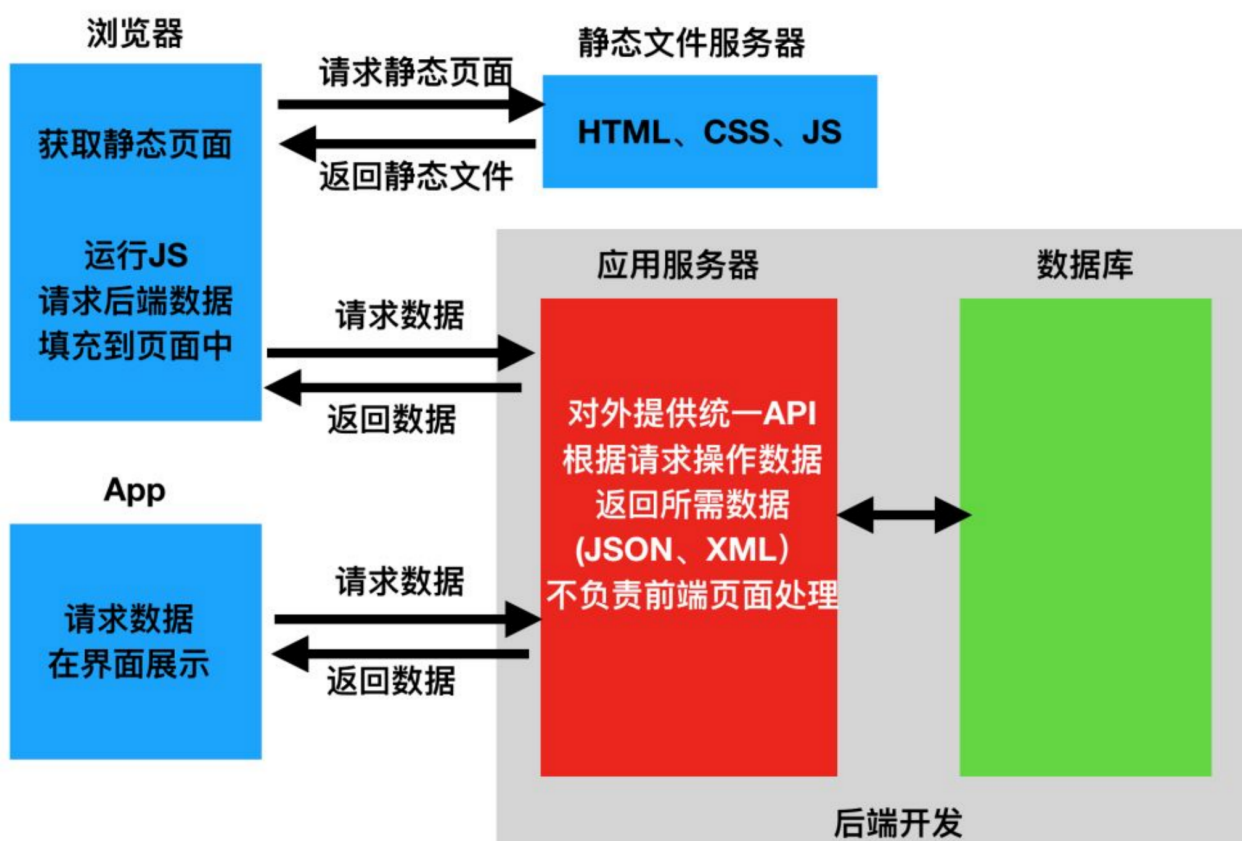 浏览器
静态文件服务器
请求静态页面
HTML、CSS、JS
获取静态页面
返回静态文件
运行JS
请求后端数据
填充到页面中
应用服务器
数据库
请求数据
返回数据
对外提供统一API
根据请求操作数据
返回所需数据
(JSON、XML）
不负责前端页面处理
App
请求数据
在界面展示
请求数据
返回数据
后端开发